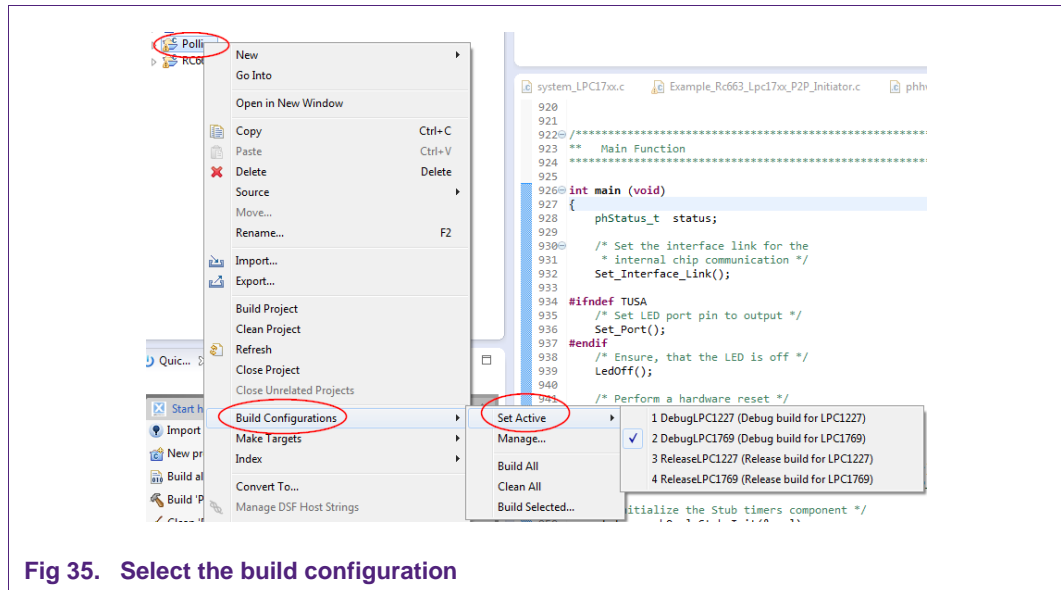 Polli
RC66
New
Go Into
Open in New Window
Copy Ctrl+C
Paste Ctrl+V
Delete Delete
Source
Move...
Rename... F2
Import...
Export...
Build Project
Clean Project
Refresh
Close Project
Close Unrelated Projects
Build Configurations
Make Targets
Index
Convert To...
Manage DSF Host Strings
Quic...
Start h
Import
New pr
Build al
Build 'P
Set Active
Manage...
Build All
Clean All
Build Selected...
1 DebugLPC1227 (Debug build for LPC1227)
2 DebugLPC1769 (Debug build for LPC1769)
3 ReleaseLPC1227 (Release build for LPC1227)
4 ReleaseLPC1769 (Release build for LPC1769)
system_LPC17xx.c Example_Rc663_Lpc17xx_P2P_Initiator.c phhw
920
921
922 /*******************************************************
923 ** Main Function
924 *******************************************************
925
926 int main (void)
927 {
928 phStatus_t status;
929
930 /* Set the interface link for the
931 * internal chip communication */
932 Set_Interface_Link();
933
934 #ifndef TUSA
935 /* Set LED port pin to output */
936 Set_Port();
937 #endif
938 /* Ensure, that the LED is off */
939 LedOff();
940
941 /* Perform a hardware reset */
itialize the Stub timers component */
Fig 35. Select the build configuration